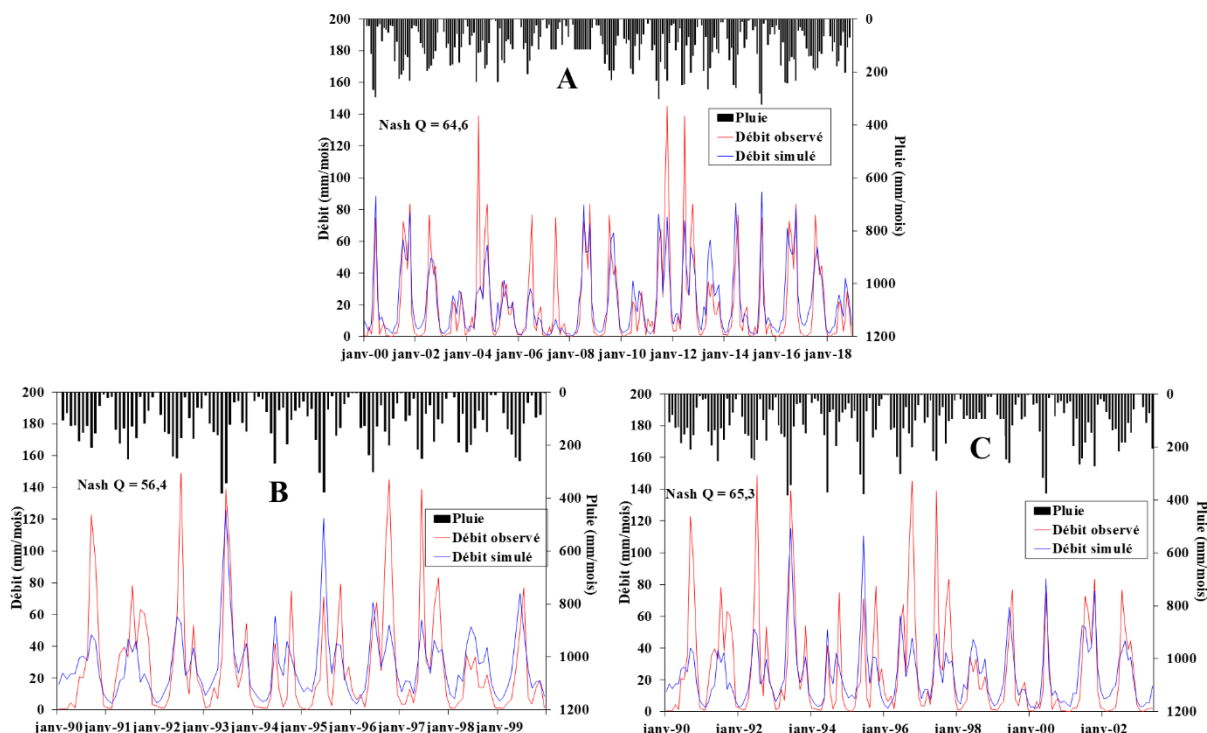 200
180
160
140
120
100
80
60
40
20
0
Débit (mm/mois)
A
Nash Q = 64,6
Pluie
Débit observé
Débit simulé
0
200
400
600
800
1000
1200
Pluie (mm/mois)
janv-00 janv-02 janv-04 janv-06 janv-08 janv-10 janv-12 janv-14 janv-16 janv-18
200
180
160
140
120
100
80
60
40
20
0
Débit (mm/mois)
B
Nash Q = 56,4
Pluie
Débit observé
Débit simulé
0
200
400
600
800
1000
1200
Pluie (mm/mois)
janv-90 janv-91 janv-92 janv-93 janv-94 janv-95 janv-96 janv-97 janv-98 janv-99
200
180
160
140
120
100
80
60
40
20
0
Débit (mm/mois)
C
Nash Q = 65,3
Pluie
Débit observé
Débit simulé
0
200
400
600
800
1000
1200
Pluie (mm/mois)
janv-90 janv-92 janv-94 janv-96 janv-98 janv-00 janv-02